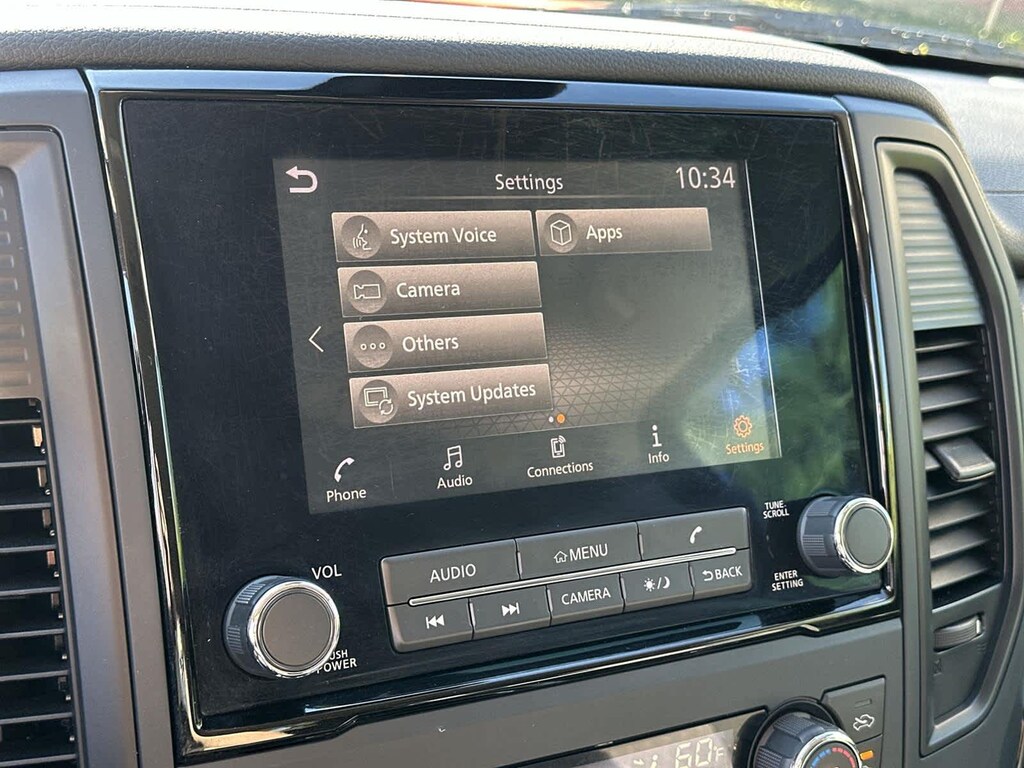 Settings
10:34
System Voice
Apps
Camera
Others
System Updates
Phone
Audio
Connections
Info
Settings
VOL
AUDIO
MENU
CAMERA
BACK
TUNE
SCROLL
ENTER
SETTING
POWER
60°F